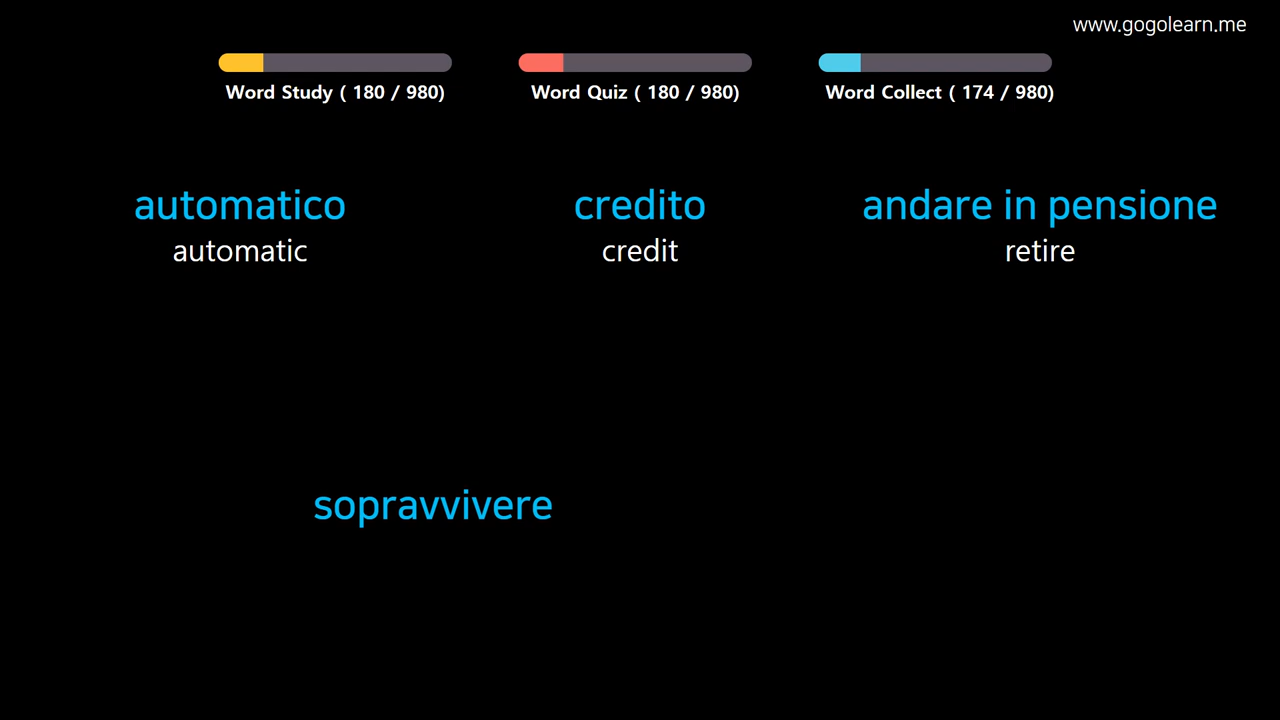 www.gogolearn.me
Word Study ( 180 / 980)
Word Quiz ( 180 / 980)
Word Collect ( 174 / 980)
automatico
automatic
credito
credit
andare in pensione
retire
sopravvivere